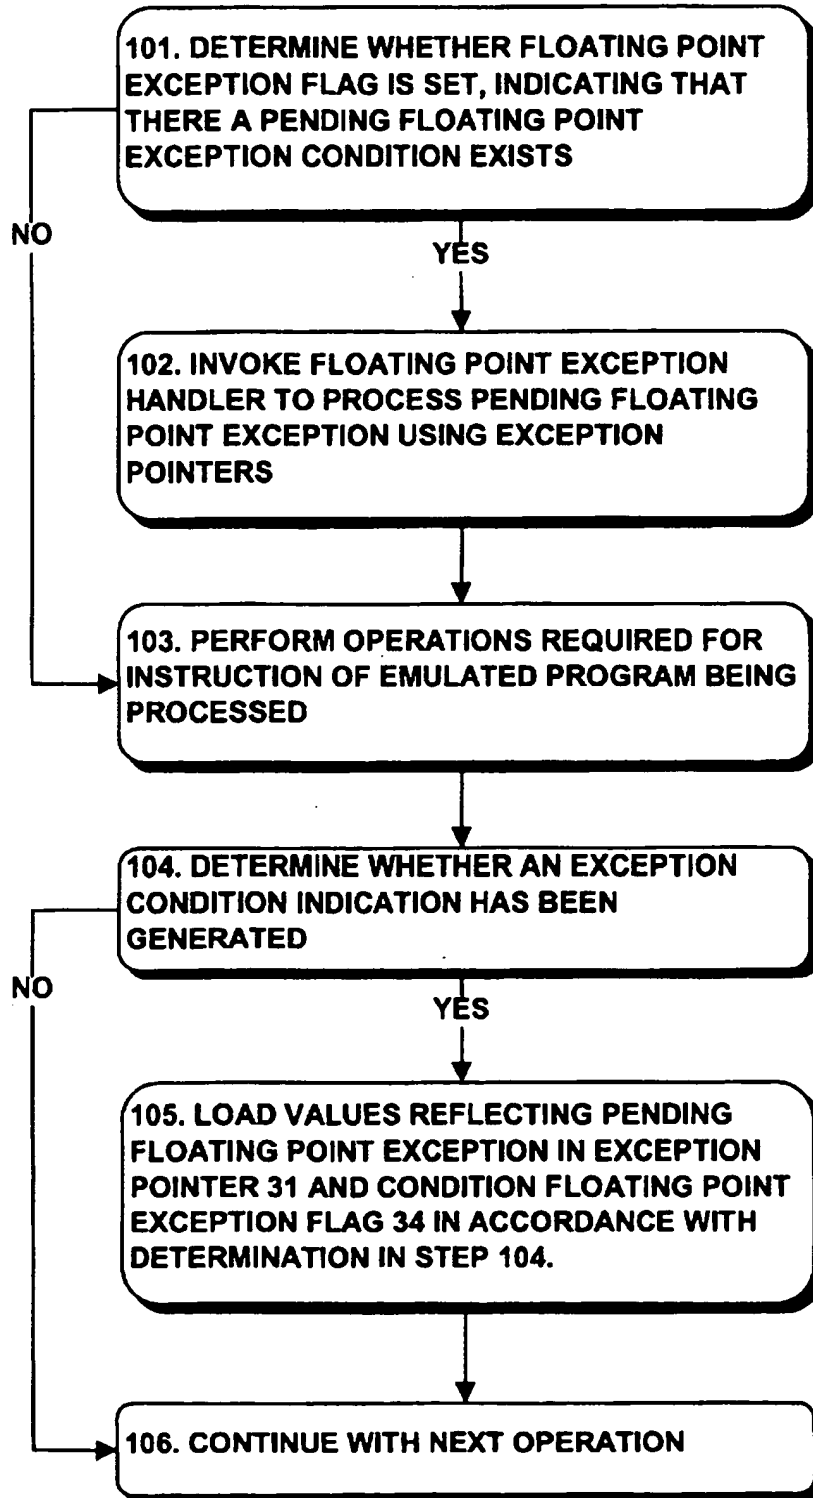 101. DETERMINE WHETHER FLOATING POINT
EXCEPTION FLAG IS SET, INDICATING THAT
THERE A PENDING FLOATING POINT
EXCEPTION CONDITION EXISTS
NO
YES
102. INVOKE FLOATING POINT EXCEPTION
HANDLER TO PROCESS PENDING FLOATING
POINT EXCEPTION USING EXCEPTION
POINTERS
103. PERFORM OPERATIONS REQUIRED FOR
INSTRUCTION OF EMULATED PROGRAM BEING
PROCESSED
104. DETERMINE WHETHER AN EXCEPTION
CONDITION INDICATION HAS BEEN
GENERATED
NO
YES
105. LOAD VALUES REFLECTING PENDING
FLOATING POINT EXCEPTION IN EXCEPTION
POINTER 31 AND CONDITION FLOATING POINT
EXCEPTION FLAG 34 IN ACCORDANCE WITH
DETERMINATION IN STEP 104.
106. CONTINUE WITH NEXT OPERATION